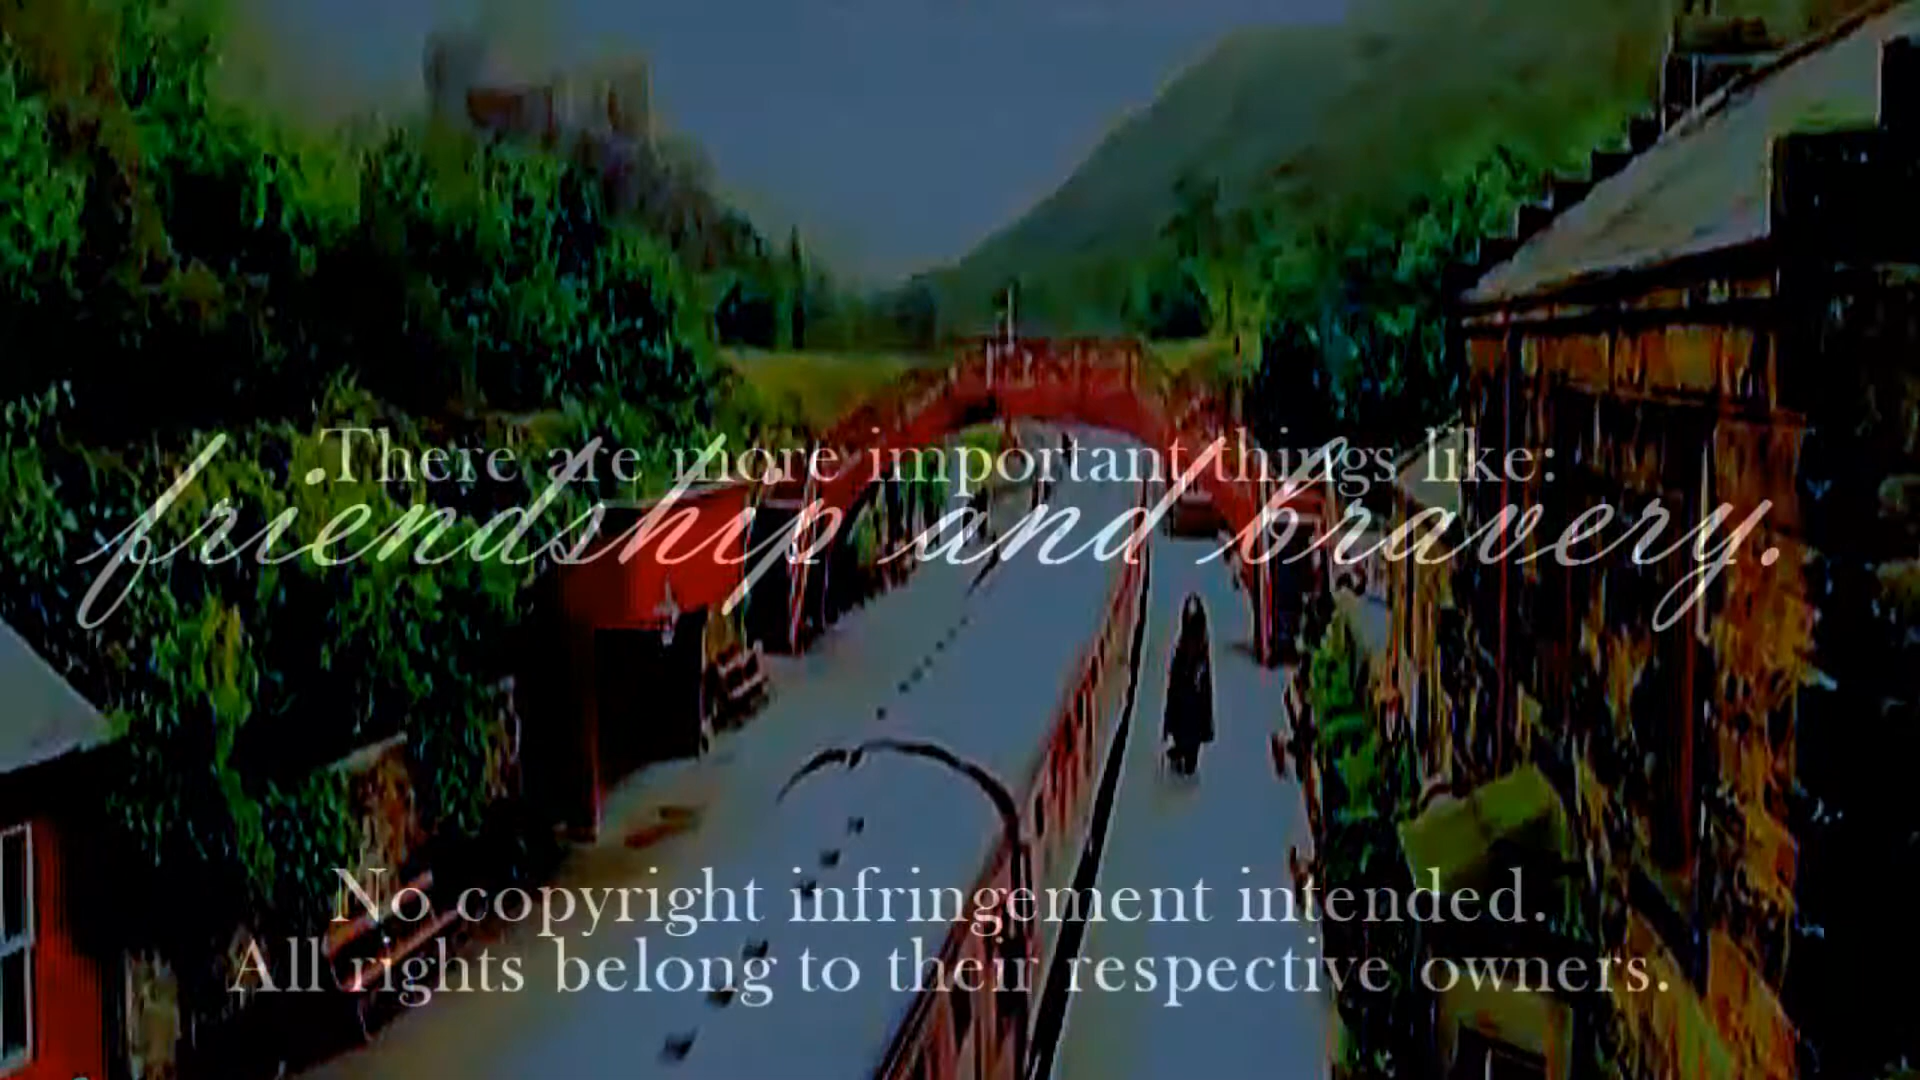 There are more important things like:
friendship and bravery.
No copyright infringement intended.
All rights belong to their respective owners.